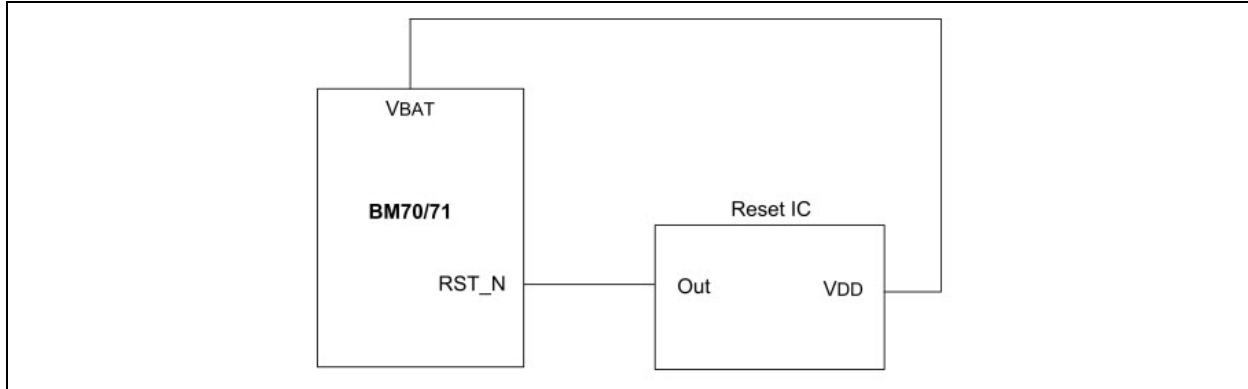 VBAT
BM70/71
Reset IC
RST_N
Out
VDD